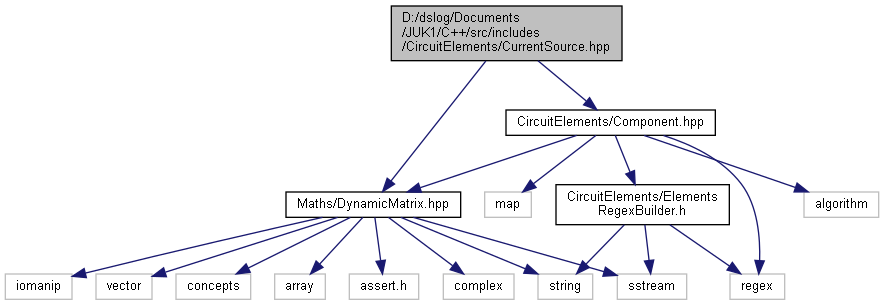 D:/dslog/Documents
/JUK1/C++/src/includes
/CircuitElements/CurrentSource.hpp
CircuitElements/Component.hpp
Maths/DynamicMatrix.hpp
map
CircuitElements/Elements
RegexBuilder.h
algorithm
iomanip
vector
concepts
array
assert.h
complex
string
sstream
regex